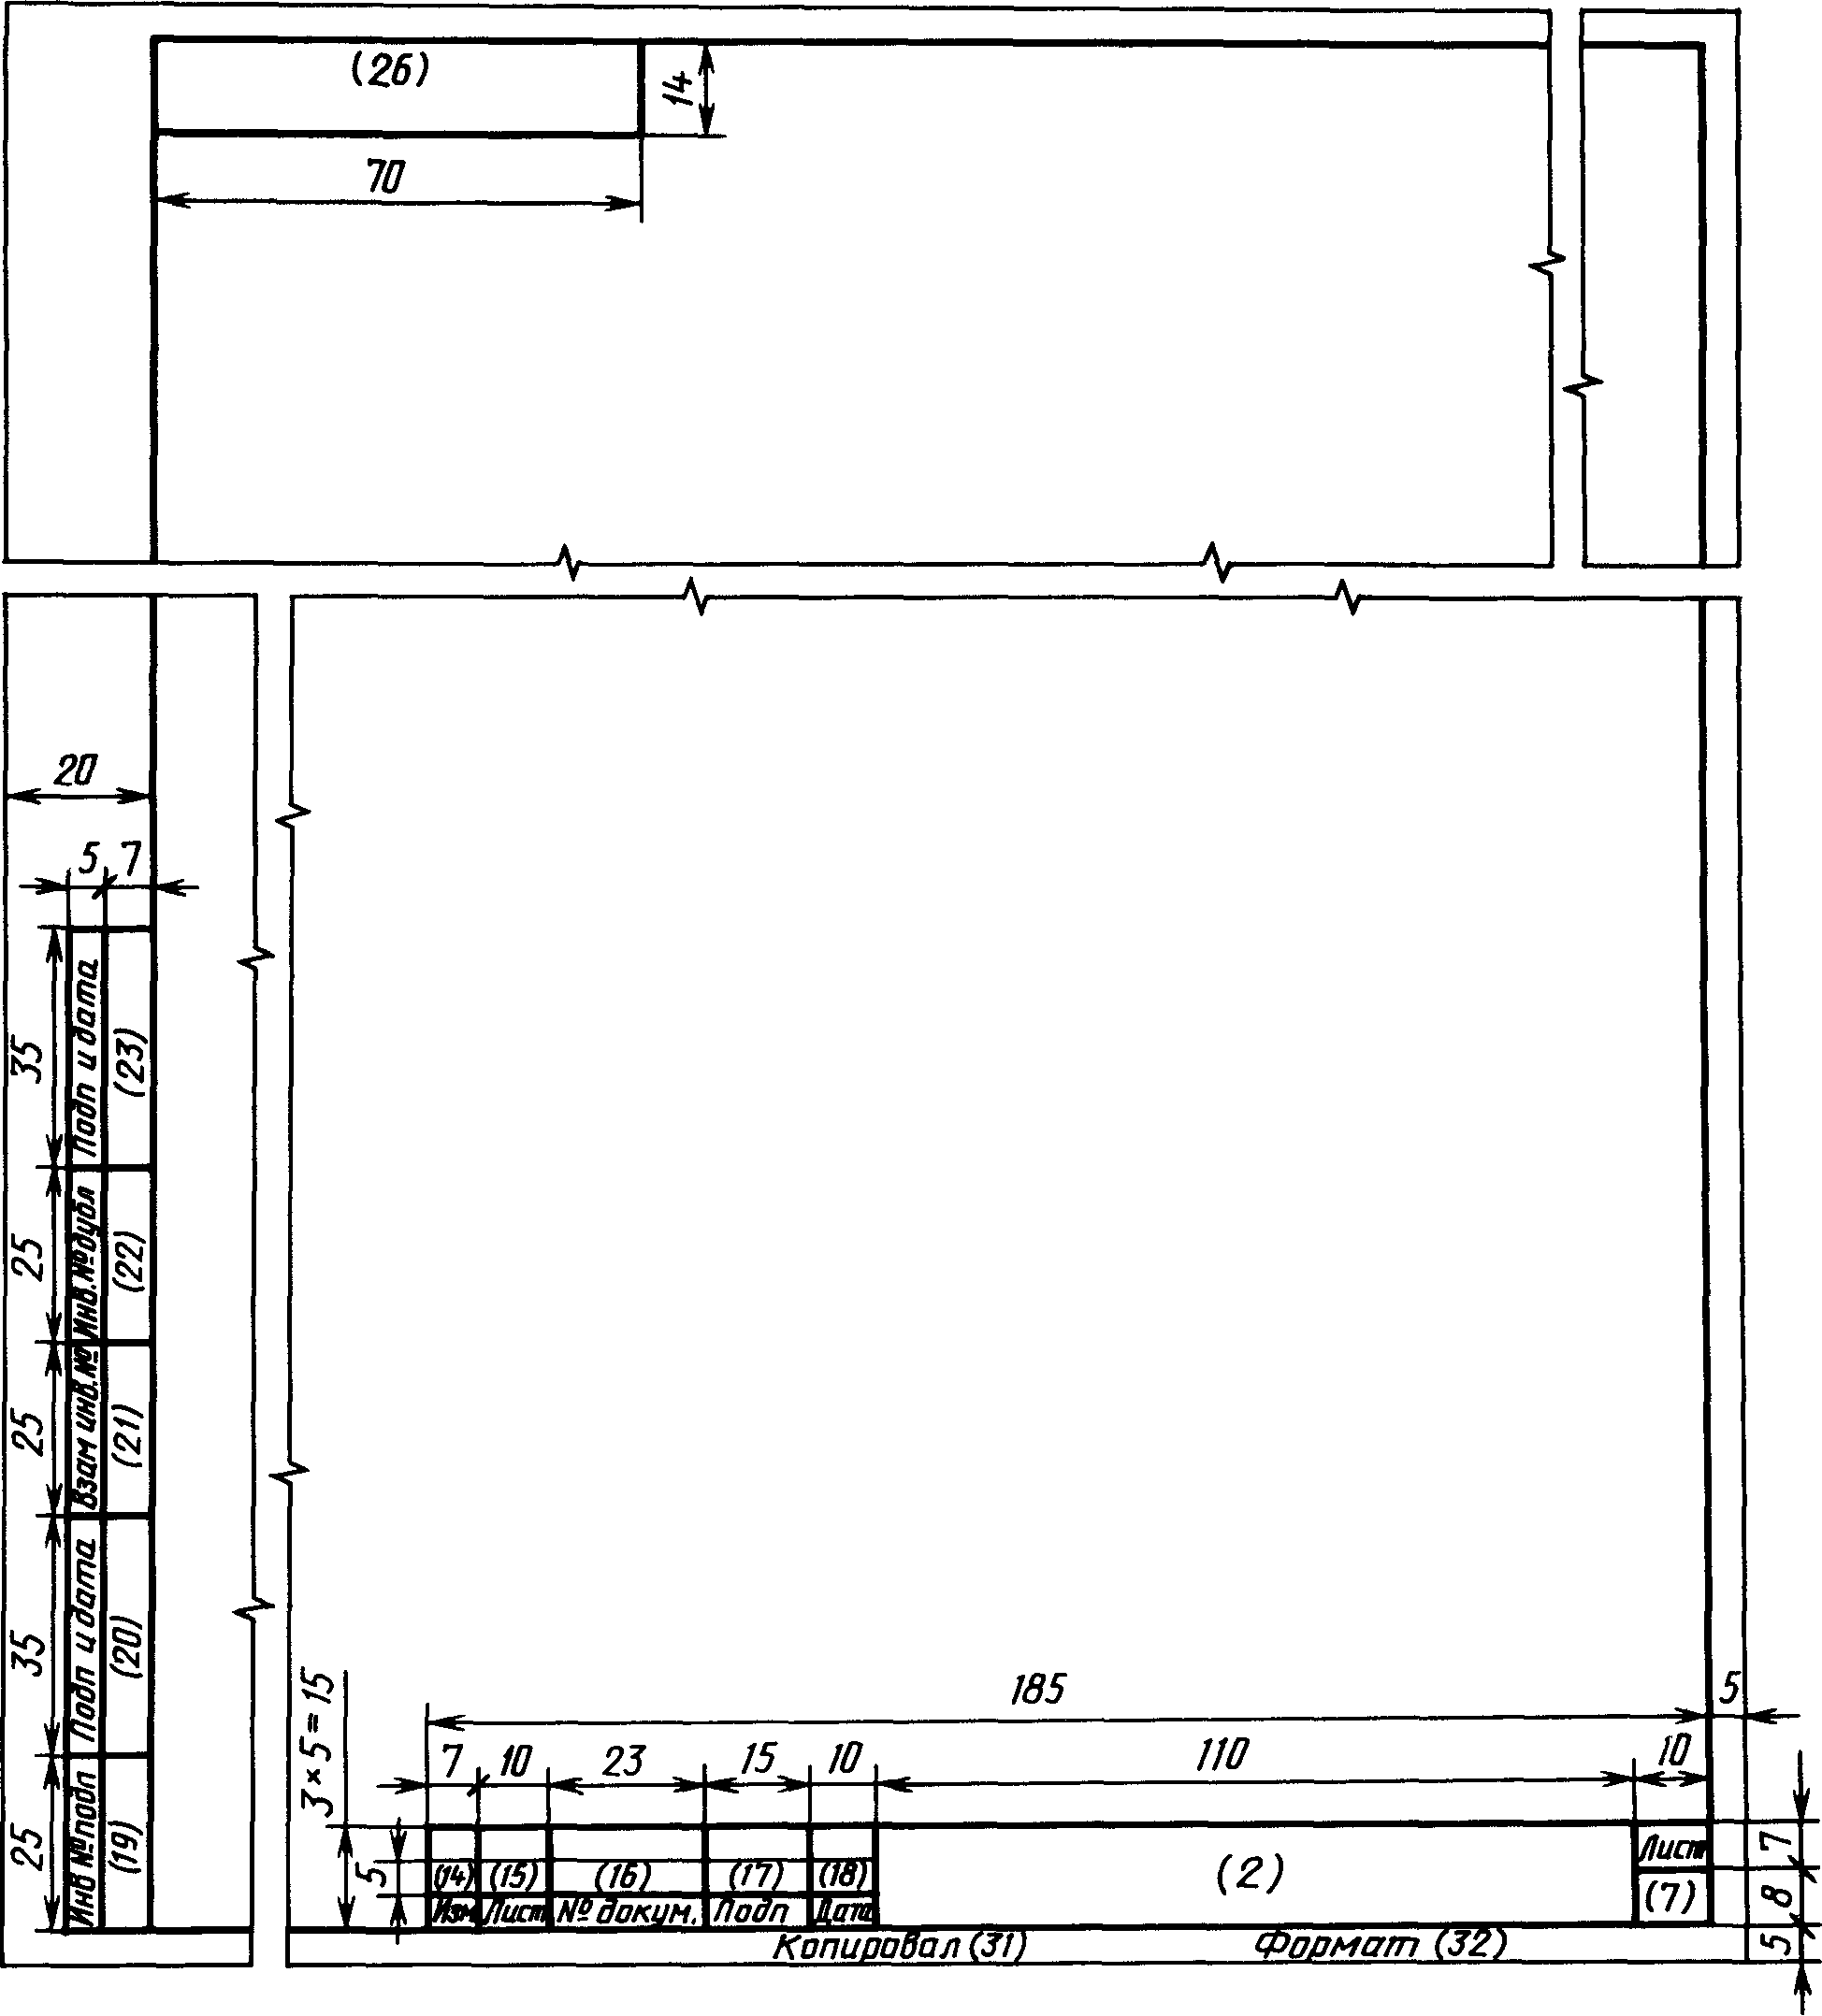 (26)
14
70
20
5 7
35
Подп и дата
(23)
25
Инв. № дубл
(22)
25
Взам инв. №
(21)
35
Подп и дата
(20)
25
Инв № подп
(19)
3 × 5 = 15
185
5
7 10 23 15 10 110 10
5
(14) (15) (16) (17) (18)
Изм Лист № докум. Подп Дата
(2)
Лист
(7)
7
8
5
Копировал (31) Формат (32)